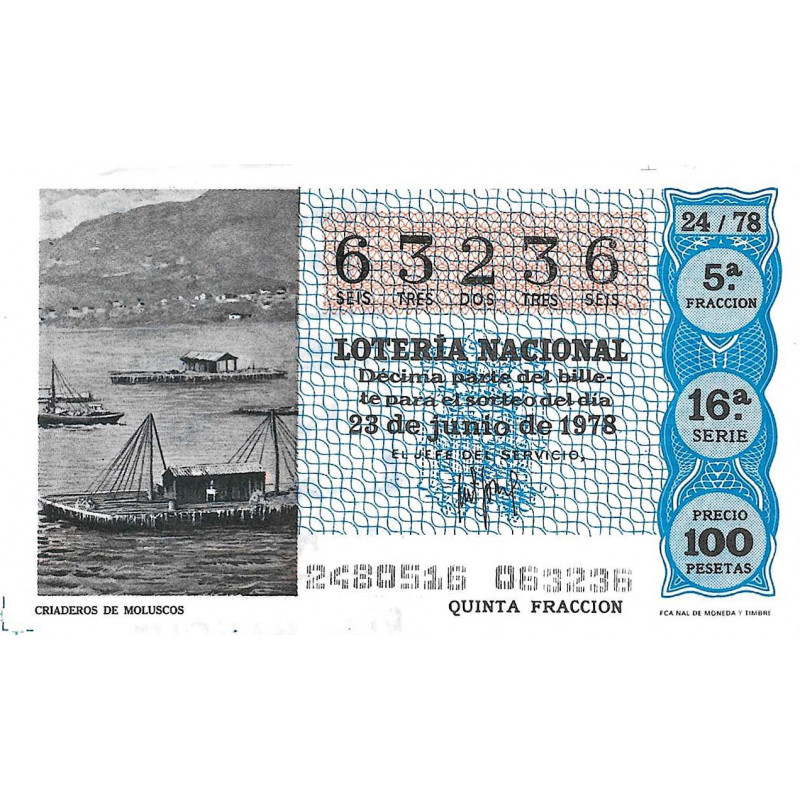 6 3 2 3 6
SEIS TRES DOS TRES SEIS
LOTERÍA NACIONAL
Décima parte del bille-
te para el sorteo del día
23 de junio de 1978
EL JEFE DEL SERVICIO,
2480516 063236
QUINTA FRACCION
CRIADEROS DE MOLUSCOS
24 / 78
5ª.
FRACCION
16ª.
SERIE
PRECIO
100
PESETAS
FCA NAL DE MONEDA Y TIMBRE